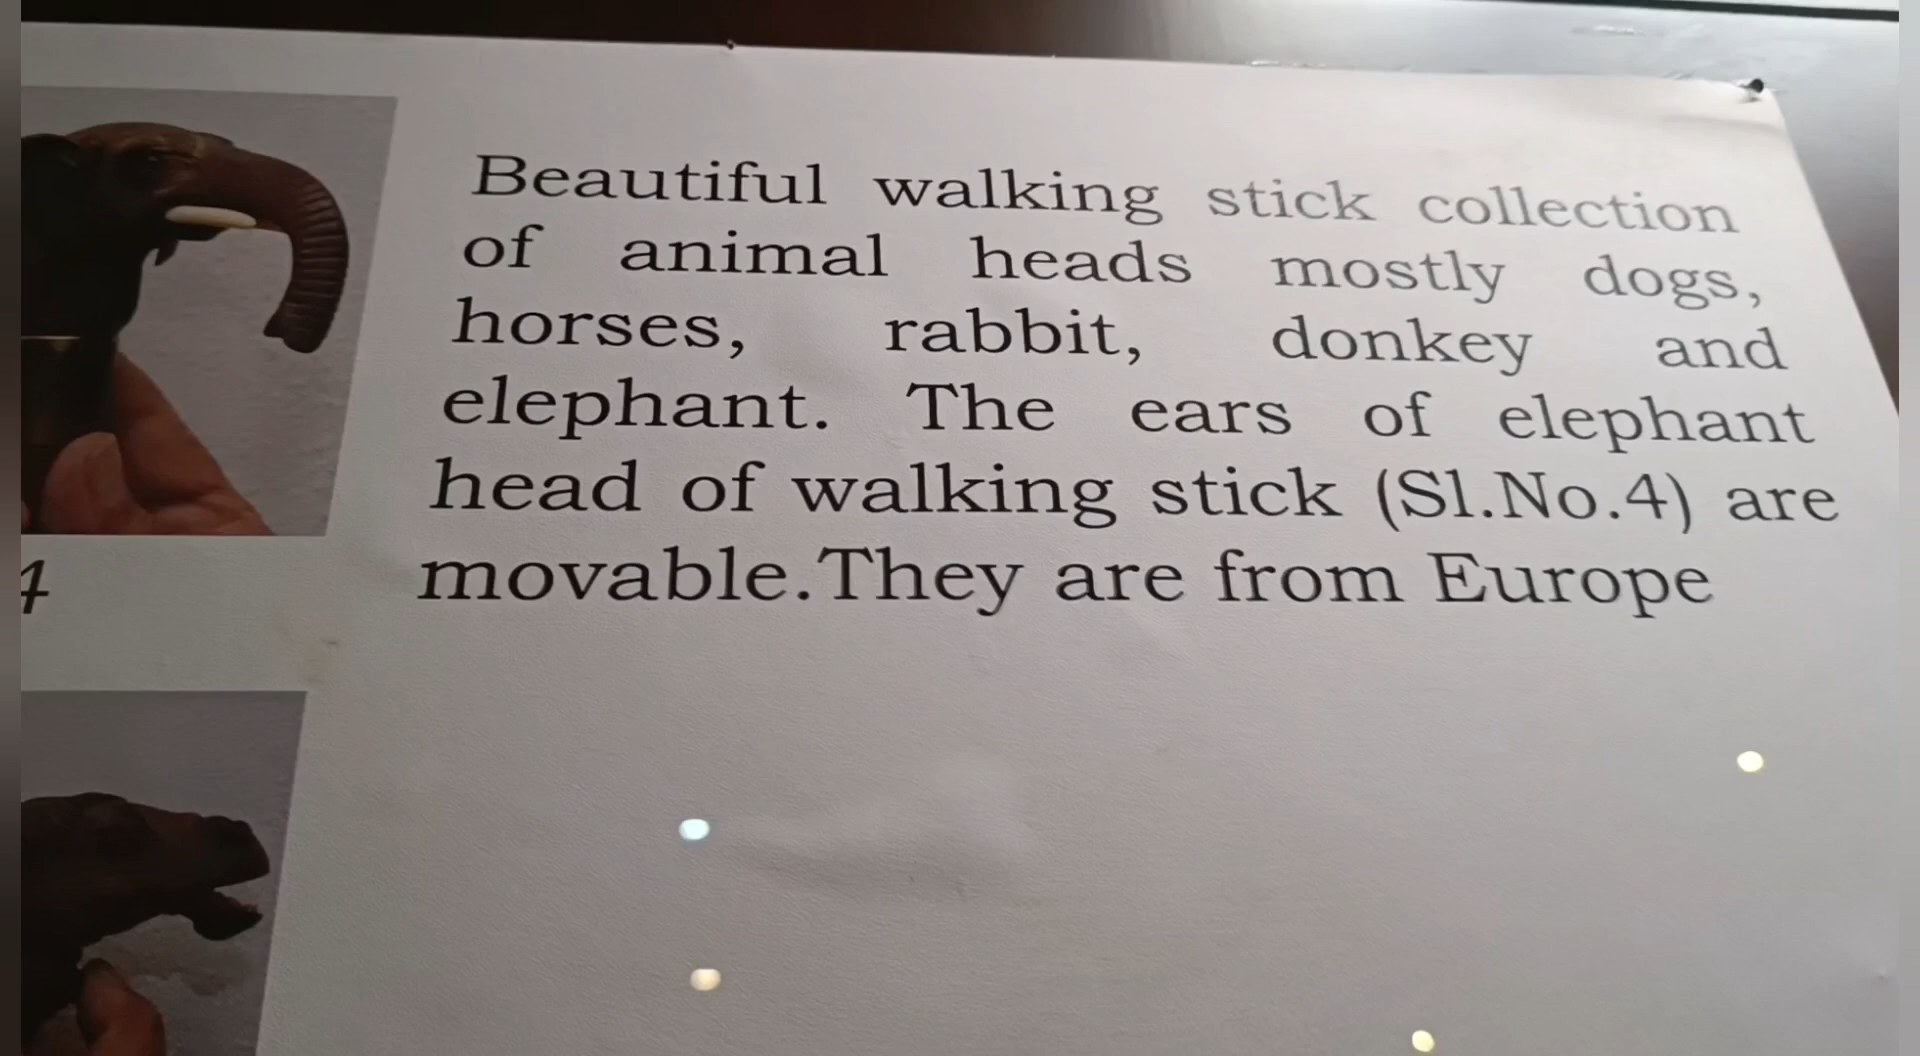 Beautiful walking stick collection
of animal heads mostly dogs,
horses, rabbit, donkey and
elephant. The ears of elephant
head of walking stick (Sl.No.4) are
movable.They are from Europe
4